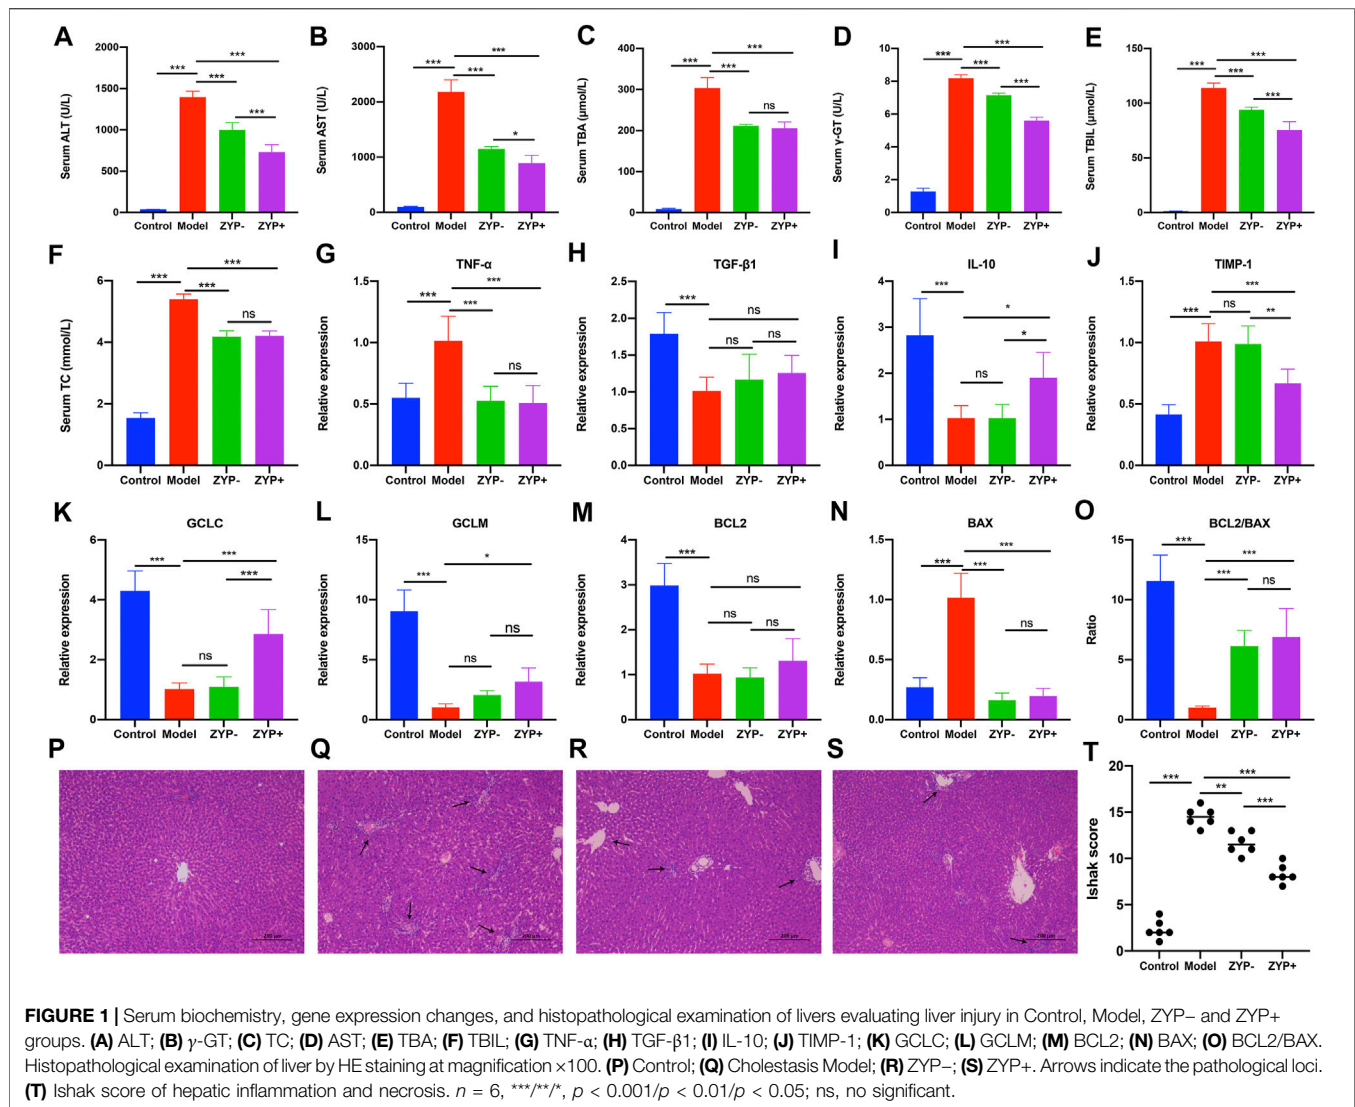 A
B
C
D
E
Serum ALT (U/L)
2000
1500
1000
500
0
***
***
***
***
Control Model ZYP- ZYP+
Serum AST (U/L)
3000
2000
1000
0
***
***
***
*
Control Model ZYP- ZYP+
Serum TBA (μmol/L)
400
300
200
100
0
***
***
***
ns
Control Model ZYP- ZYP+
Serum γ-GT (U/L)
8
6
4
2
0
***
***
***
***
Control Model ZYP- ZYP+
Serum TBIL (μmol/L)
150
100
50
0
***
***
***
***
Control Model ZYP- ZYP+
F
G
H
I
J
Serum TC (mmol/L)
6
4
2
0
***
***
***
ns
Control Model ZYP- ZYP+
TNF-α
Relative expression
1.5
1.0
0.5
0.0
***
***
***
ns
Control Model ZYP- ZYP+
TGF-β1
Relative expression
2.5
2.0
1.5
1.0
0.5
0.0
***
ns
ns
ns
Control Model ZYP- ZYP+
IL-10
Relative expression
4
3
2
1
0
***
*
*
ns
Control Model ZYP- ZYP+
TIMP-1
Relative expression
1.5
1.0
0.5
0.0
***
***
ns
**
Control Model ZYP- ZYP+
K
L
M
N
O
GCLC
Relative expression
6
4
2
0
***
***
***
ns
Control Model ZYP- ZYP+
GCLM
Relative expression
15
10
5
0
*
***
ns
ns
Control Model ZYP- ZYP+
BCL2
Relative expression
4
3
2
1
0
***
ns
ns
ns
Control Model ZYP- ZYP+
BAX
Relative expression
1.5
1.0
0.5
0.0
***
***
***
ns
Control Model ZYP- ZYP+
BCL2/BAX
Ratio
15
10
5
0
***
***
***
ns
Control Model ZYP- ZYP+
P
Q
R
S
T
200 μm
200 μm
200 μm
200 μm
Ishak score
20
15
10
5
0
***
***
**
***
Control Model ZYP- ZYP+
FIGURE 1 | Serum biochemistry, gene expression changes, and histopathological examination of livers evaluating liver injury in Control, Model, ZYP− and ZYP+
groups. (A) ALT; (B) γ-GT; (C) TC; (D) AST; (E) TBA; (F) TBIL; (G) TNF-α; (H) TGF-β1; (I) IL-10; (J) TIMP-1; (K) GCLC; (L) GCLM; (M) BCL2; (N) BAX; (O) BCL2/BAX.
Histopathological examination of liver by HE staining at magnification ×100. (P) Control; (Q) Cholestasis Model; (R) ZYP−; (S) ZYP+. Arrows indicate the pathological loci.
(T) Ishak score of hepatic inflammation and necrosis. n = 6, ***/**/*, p < 0.001/p < 0.01/p < 0.05; ns, no significant.